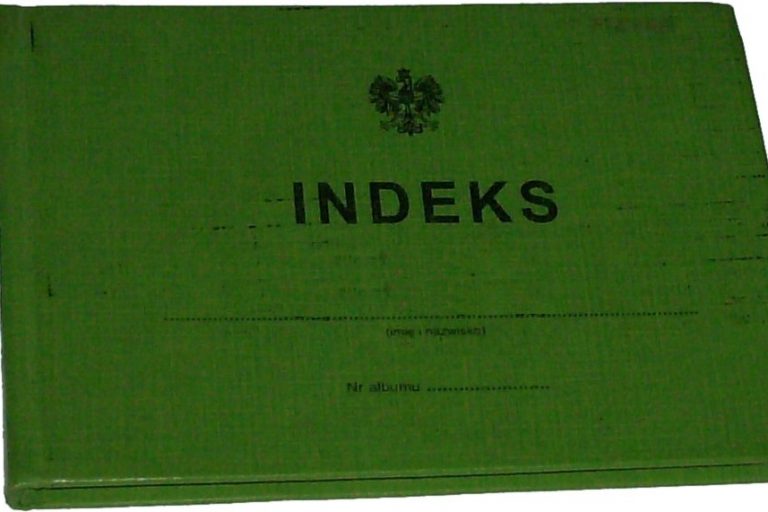 INDEKS
(imię i nazwisko)
Nr albumu